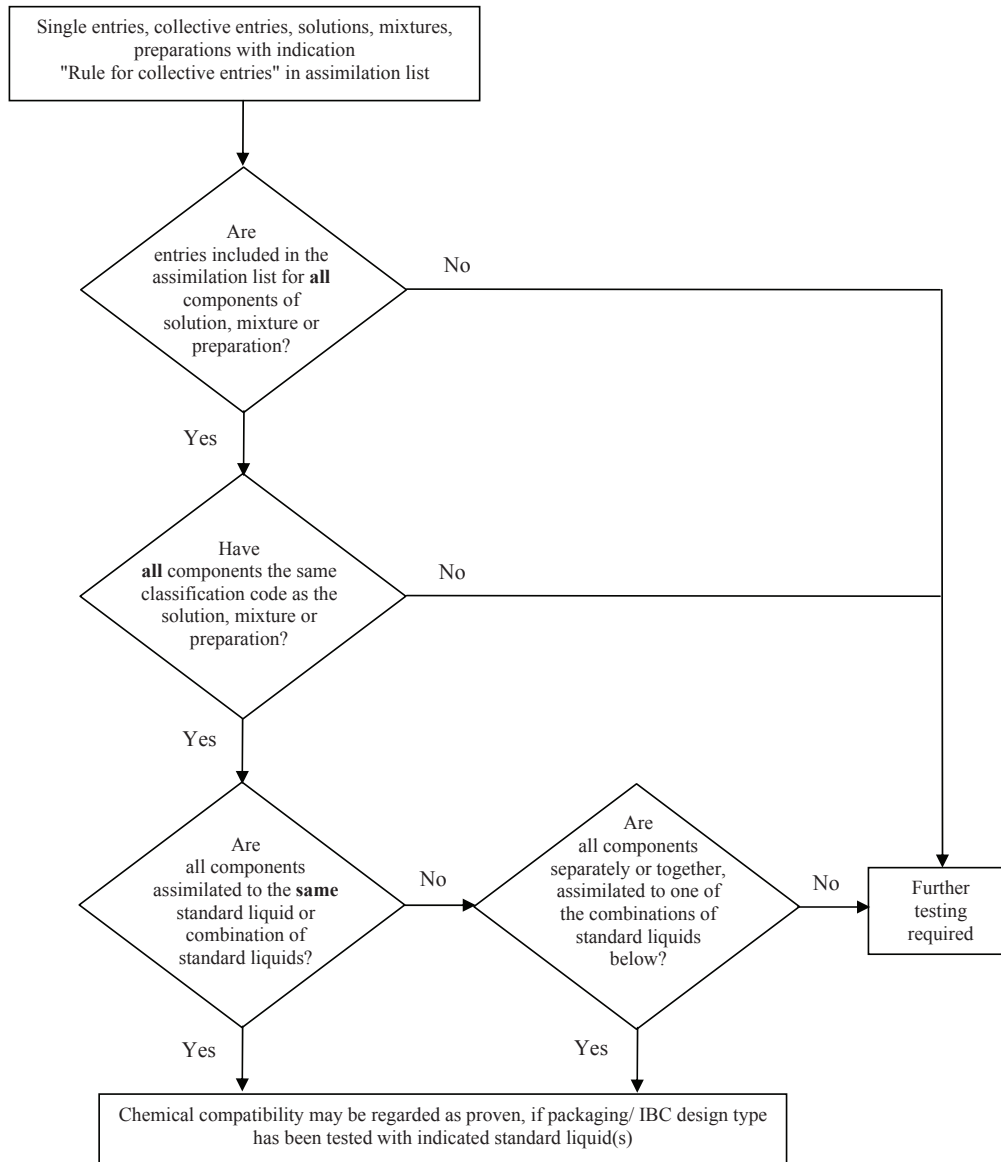 Single entries, collective entries, solutions, mixtures,
preparations with indication
"Rule for collective entries" in assimilation list
Are
entries included in the
assimilation list for all
components of
solution, mixture or
preparation?
No
Yes
Have
all components the same
classification code as the
solution, mixture or
preparation?
No
Yes
Are
all components
assimilated to the same
standard liquid or
combination of
standard liquids?
No
Are
all components
separately or together,
assimilated to one of
the combinations of
standard liquids
below?
No
Further
testing
required
Yes
Yes
Chemical compatibility may be regarded as proven, if packaging/ IBC design type
has been tested with indicated standard liquid(s)